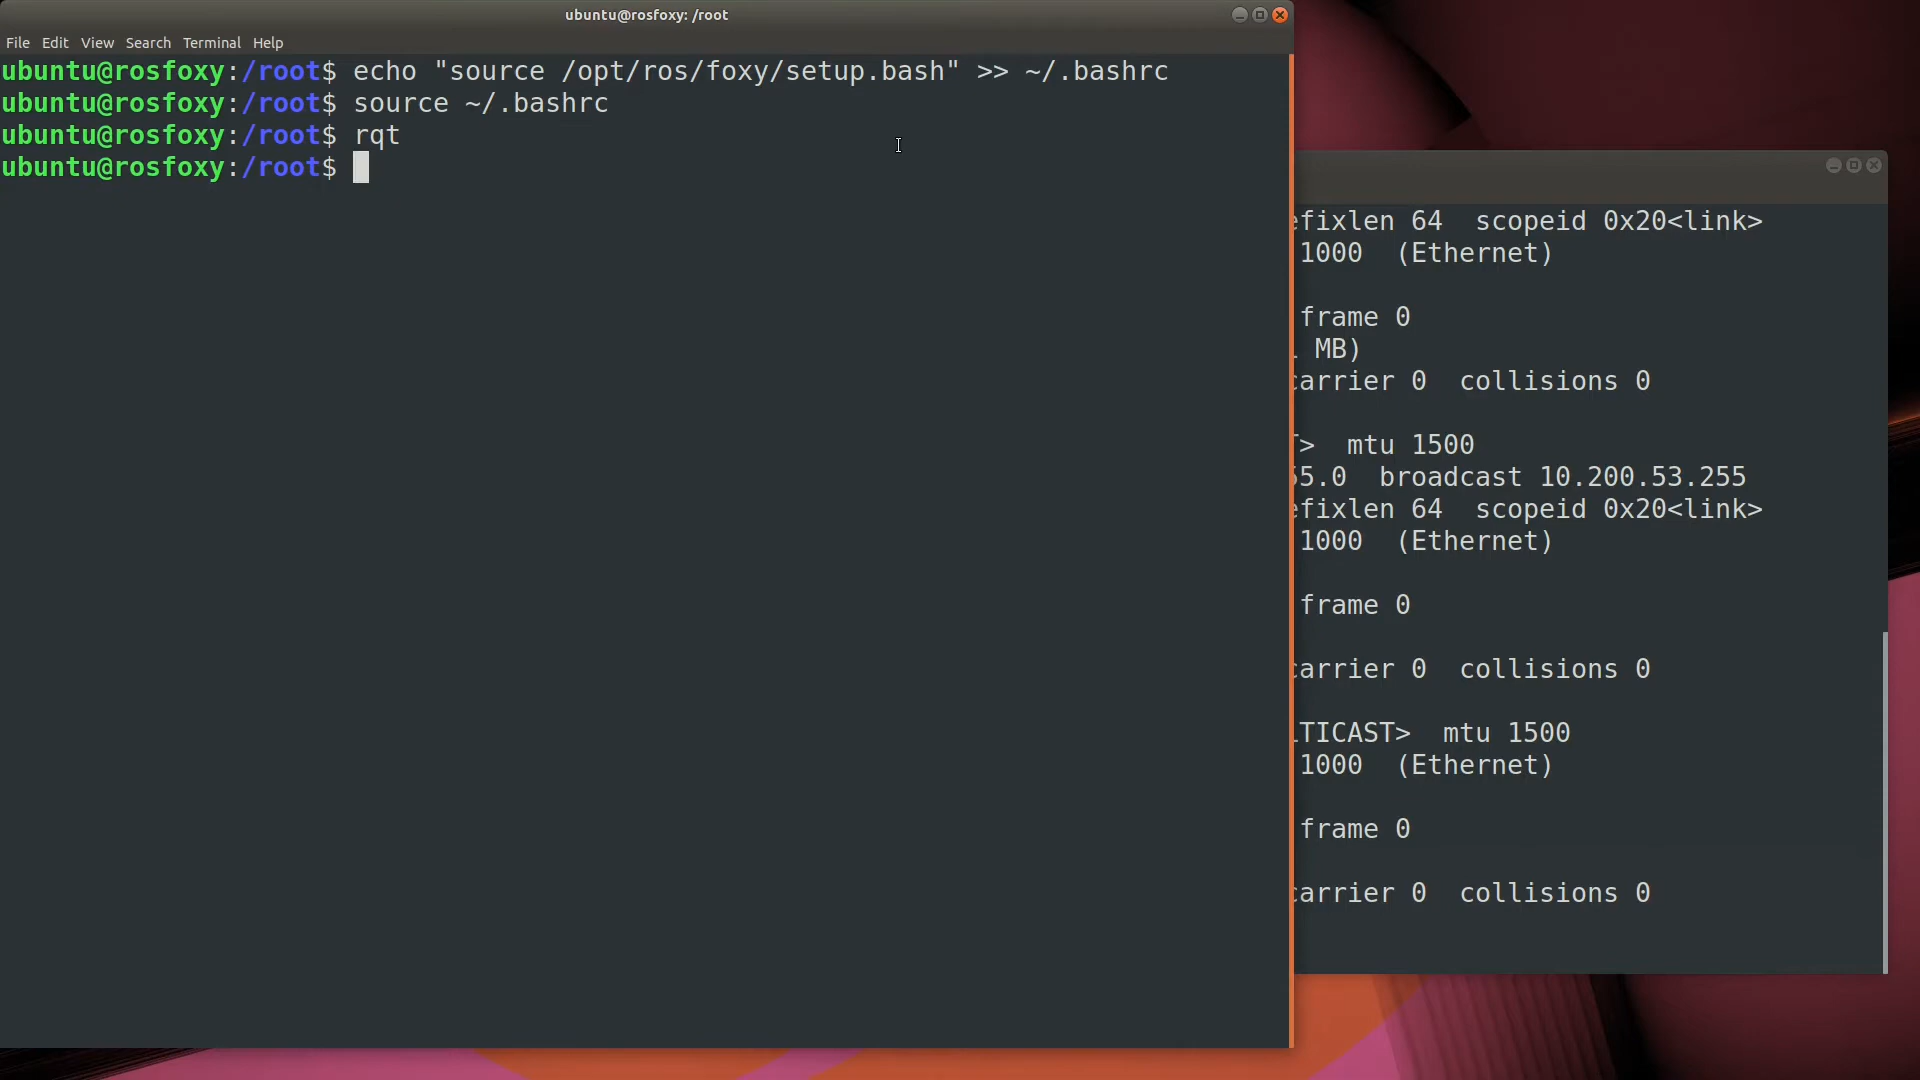 ubuntu@rosfoxy: /root
File Edit View Search Terminal Help
ubuntu@rosfoxy:/root$ echo "source /opt/ros/foxy/setup.bash" >> ~/.bashrc
ubuntu@rosfoxy:/root$ source ~/.bashrc
ubuntu@rosfoxy:/root$ rqt
ubuntu@rosfoxy:/root$
efixlen 64 scopeid 0x20<link>
1000 (Ethernet)
frame 0
MB)
carrier 0 collisions 0
T> mtu 1500
55.0 broadcast 10.200.53.255
efixlen 64 scopeid 0x20<link>
1000 (Ethernet)
frame 0
carrier 0 collisions 0
LTICAST> mtu 1500
1000 (Ethernet)
frame 0
carrier 0 collisions 0